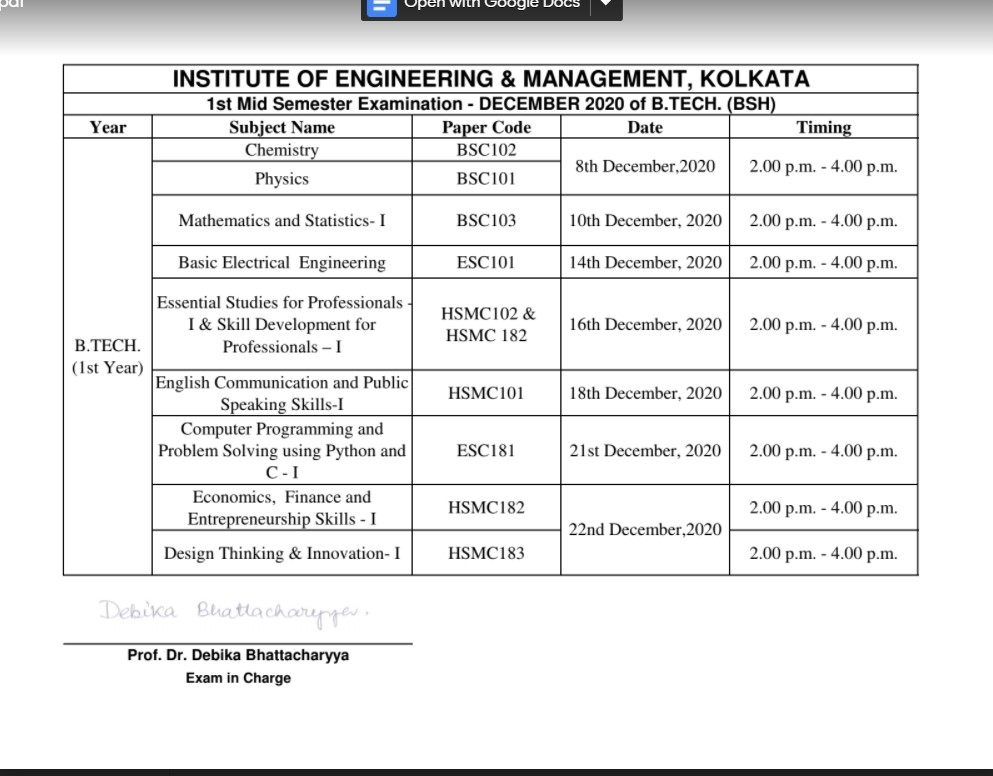 pdf
Open with Google Docs
INSTITUTE OF ENGINEERING & MANAGEMENT, KOLKATA
1st Mid Semester Examination - DECEMBER 2020 of B.TECH. (BSH)
Year Subject Name Paper Code Date Timing
Chemistry BSC102
8th December,2020 2.00 p.m. - 4.00 p.m.
Physics BSC101
Mathematics and Statistics- I BSC103 10th December, 2020 2.00 p.m. - 4.00 p.m.
Basic Electrical Engineering ESC101 14th December, 2020 2.00 p.m. - 4.00 p.m.
Essential Studies for Professionals -
I & Skill Development for
Professionals – I
HSMC102 &
HSMC 182
16th December, 2020 2.00 p.m. - 4.00 p.m.
B.TECH.
(1st Year)
English Communication and Public
Speaking Skills-I
HSMC101 18th December, 2020 2.00 p.m. - 4.00 p.m.
Computer Programming and
Problem Solving using Python and
C - I
ESC181 21st December, 2020 2.00 p.m. - 4.00 p.m.
Economics, Finance and
Entrepreneurship Skills - I
HSMC182 2.00 p.m. - 4.00 p.m.
22nd December,2020
Design Thinking & Innovation- I HSMC183 2.00 p.m. - 4.00 p.m.
Debika Bhattacharyya.
Prof. Dr. Debika Bhattacharyya
Exam in Charge